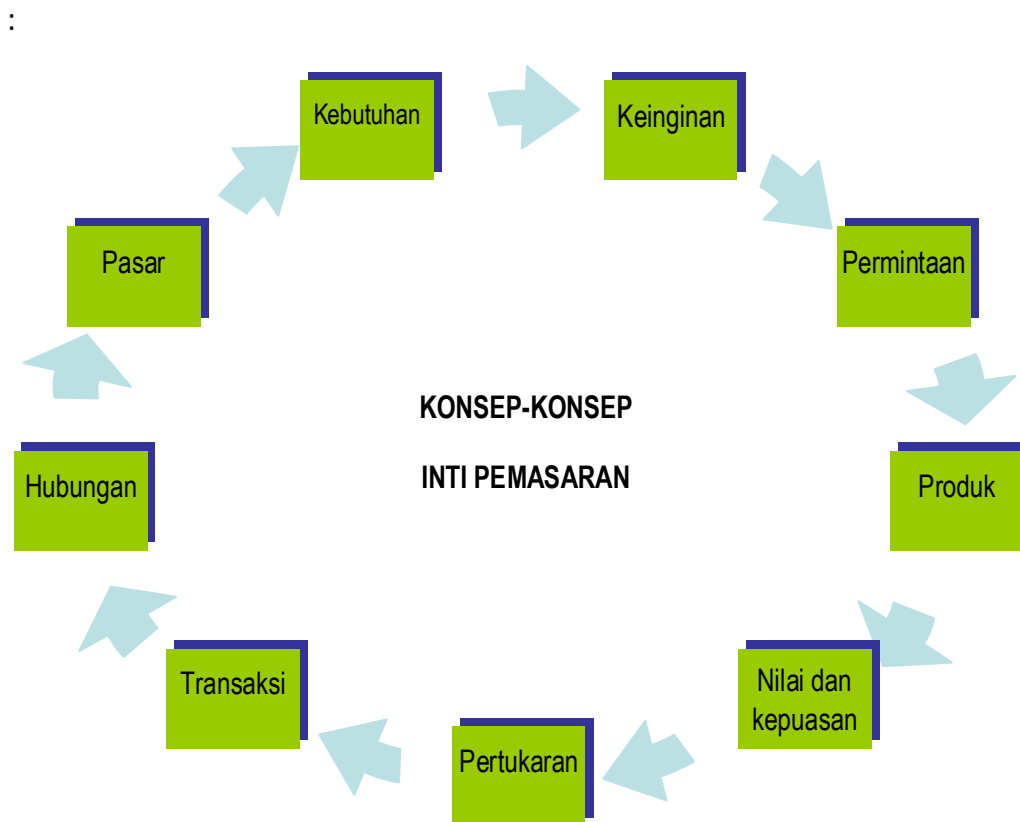 :
Kebutuhan
Keinginan
Permintaan
Produk
Nilai dan
kepuasan
Pertukaran
Transaksi
Hubungan
Pasar
KONSEP-KONSEP
INTI PEMASARAN